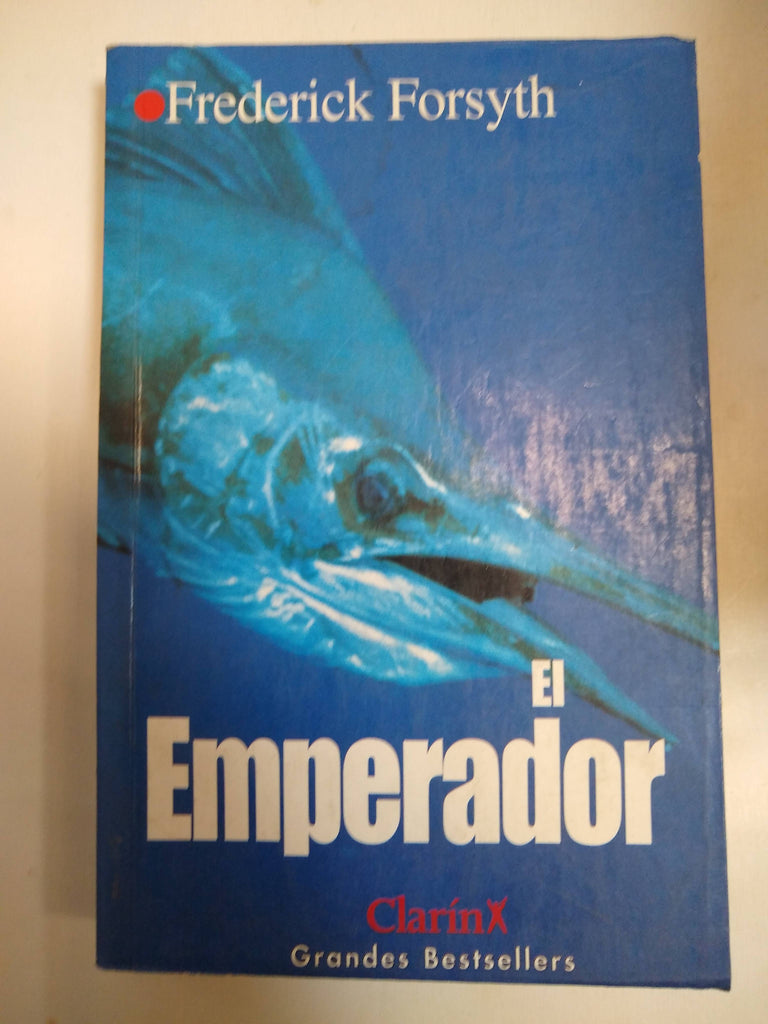 Frederick Forsyth
El
Emperador
Clarín
Grandes Bestsellers